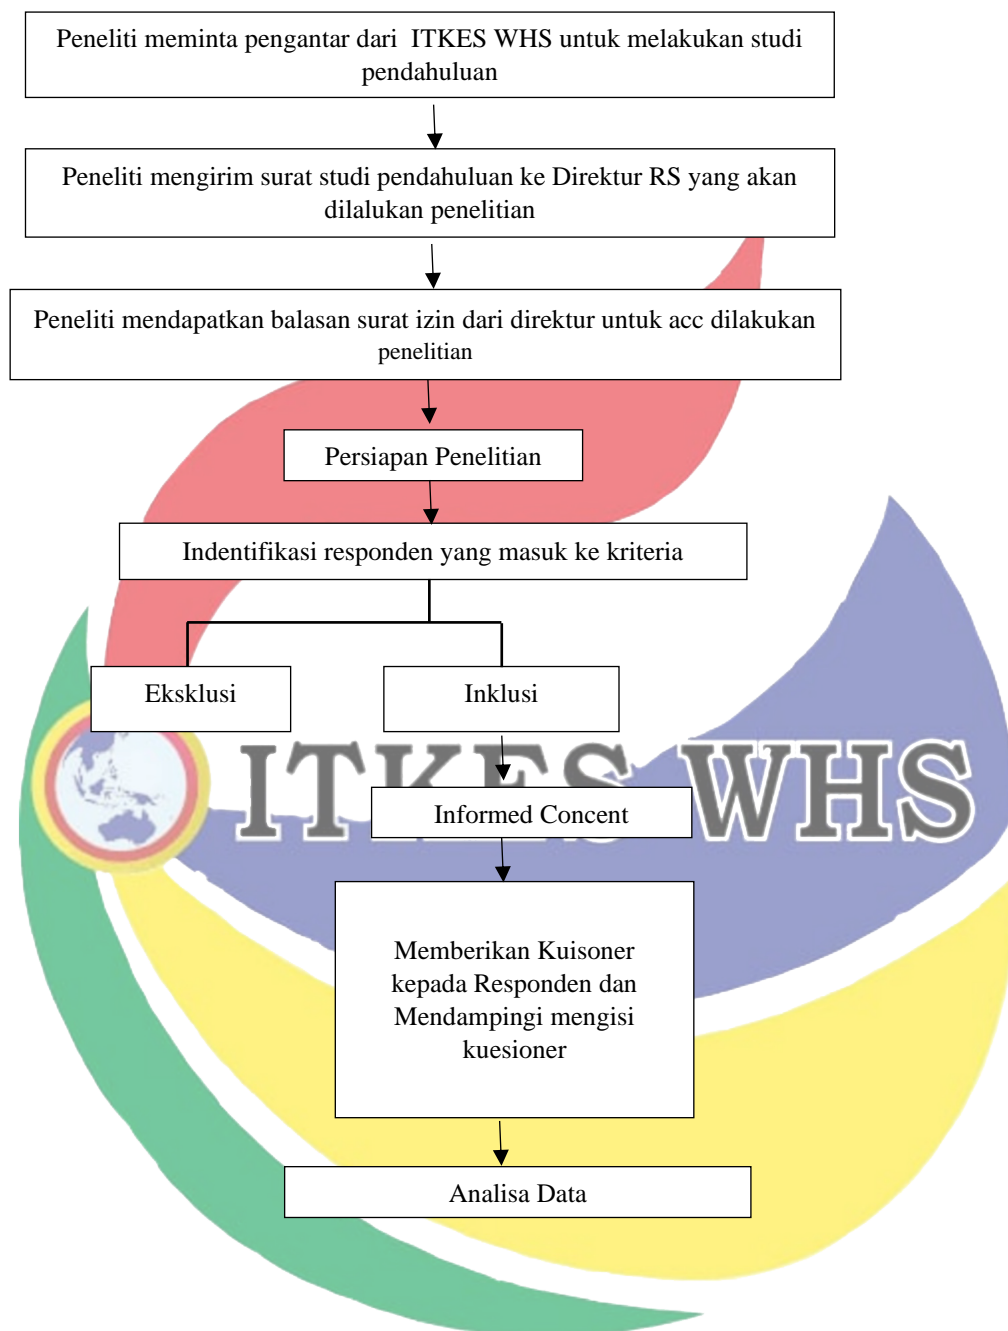 Peneliti meminta pengantar dari ITKES WHS untuk melakukan studi
pendahuluan
Peneliti mengirim surat studi pendahuluan ke Direktur RS yang akan
dilalukan penelitian
Peneliti mendapatkan balasan surat izin dari direktur untuk acc dilakukan
penelitian
Persiapan Penelitian
Indentifikasi responden yang masuk ke kriteria
Eksklusi
Inklusi
ITKES WHS
Informed Concent
Memberikan Kuisoner
kepada Responden dan
Mendampingi mengisi
kuesioner
Analisa Data